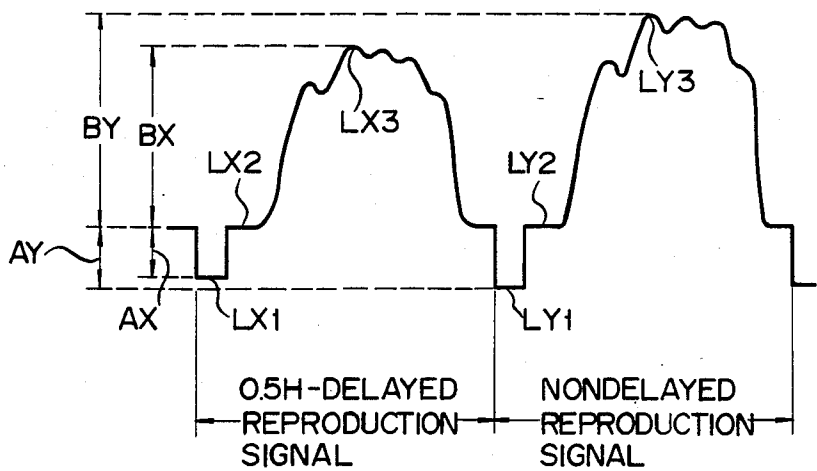 BY
BX
LX3
LY3
LX2
LY2
AY
AX
LX1
LY1
0.5H-DELAYED
REPRODUCTION
SIGNAL
NONDELAYED
REPRODUCTION
SIGNAL